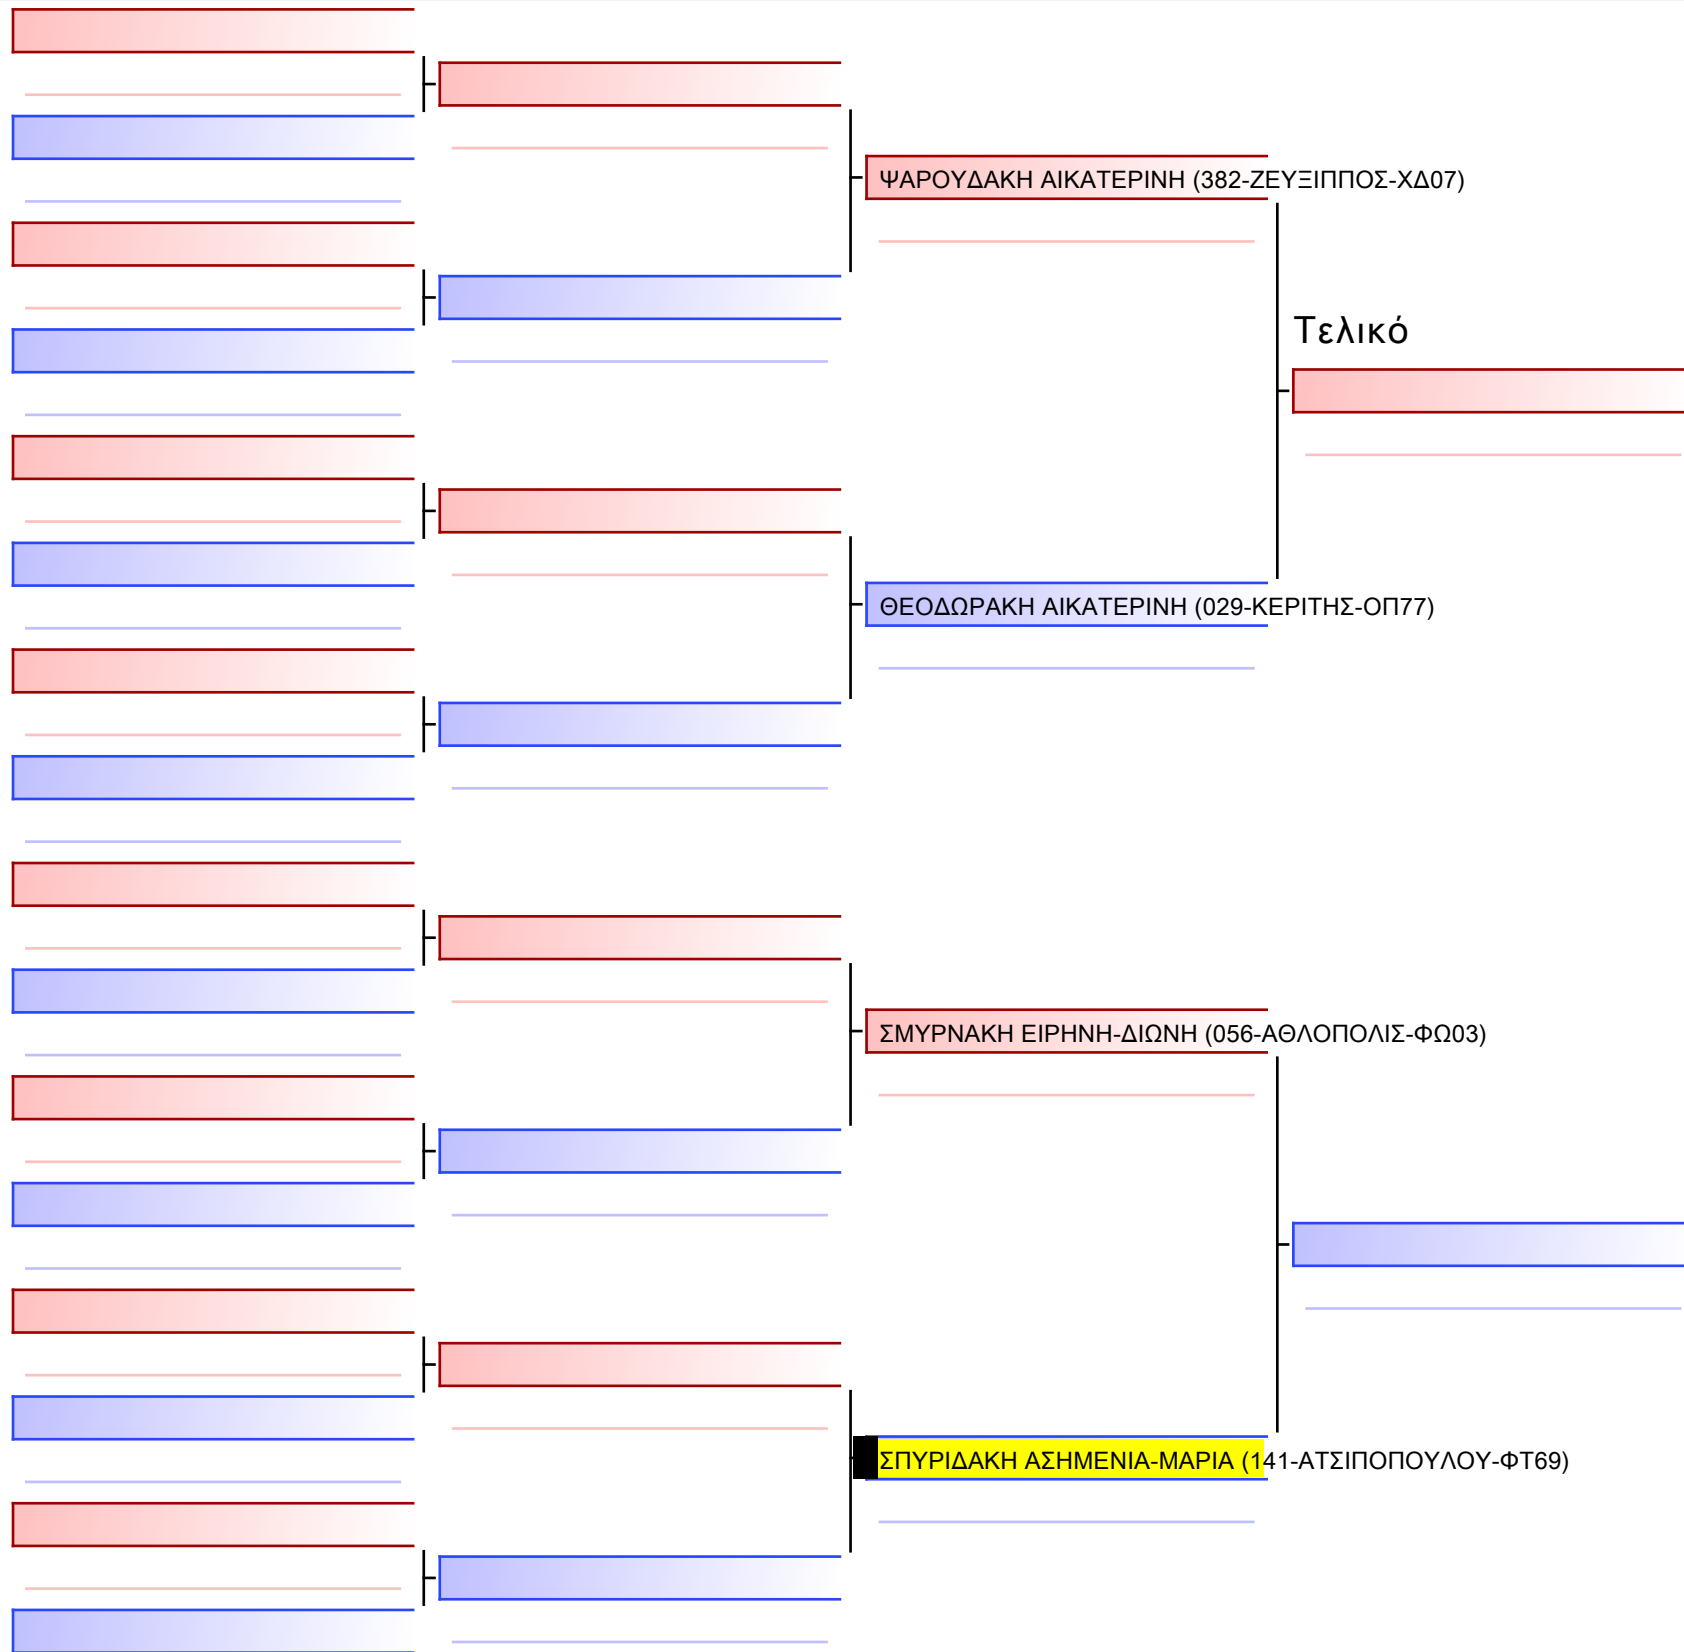 ΨΑΡΟΥΔΑΚΗ ΑΙΚΑΤΕΡΙΝΗ (382-ΖΕΥΞΙΠΠΟΣ-ΧΔ07)
Τελικό
ΘΕΟΔΩΡΑΚΗ ΑΙΚΑΤΕΡΙΝΗ (029-ΚΕΡΙΤΗΣ-ΟΠ77)
ΣΜΥΡΝΑΚΗ ΕΙΡΗΝΗ-ΔΙΩΝΗ (056-ΑΘΛΟΠΟΛΙΣ-ΦΩ03)
ΣΠΥΡΙΔΑΚΗ ΑΣΗΜΕΝΙΑ-ΜΑΡΙΑ (141-ΑΤΣΙΠΟΠΟΥΛΟΥ-ΦΤ69)